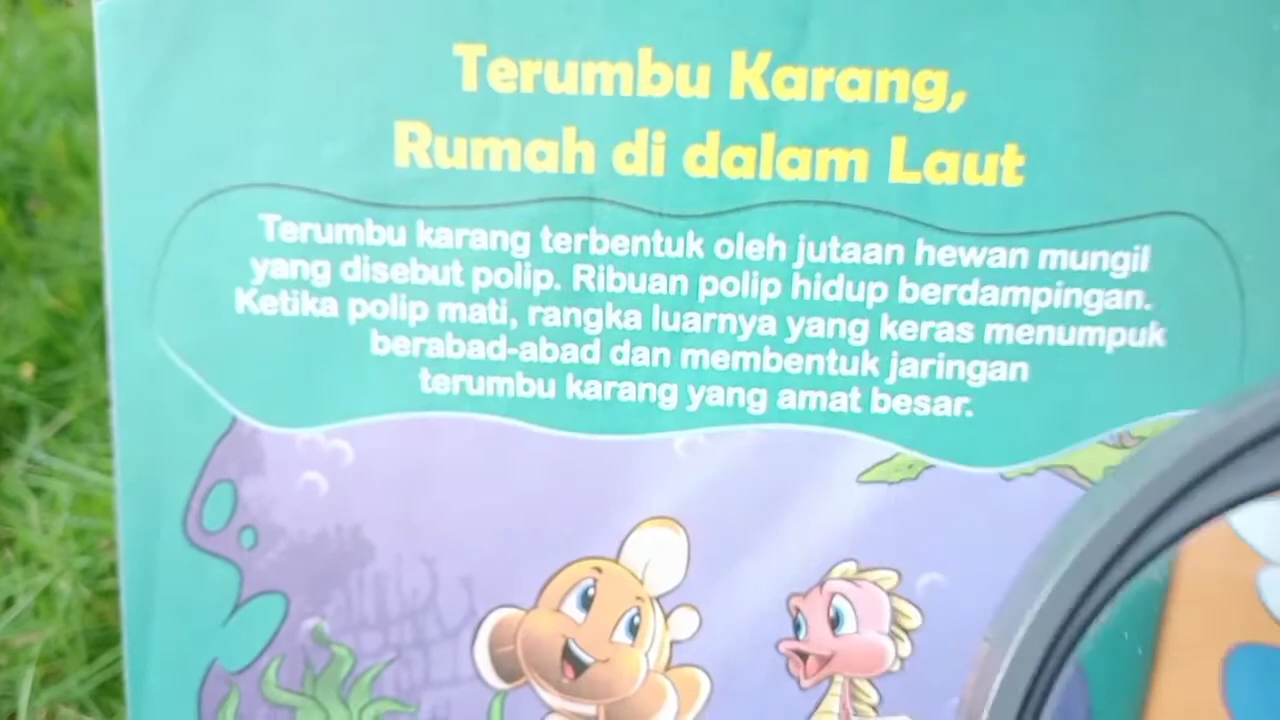 Terumbu Karang,
Rumah di dalam Laut
Terumbu karang terbentuk oleh jutaan hewan mungil
yang disebut polip. Ribuan polip hidup berdampingan.
Ketika polip mati, rangka luarnya yang keras menumpuk
berabad-abad dan membentuk jaringan
terumbu karang yang amat besar.